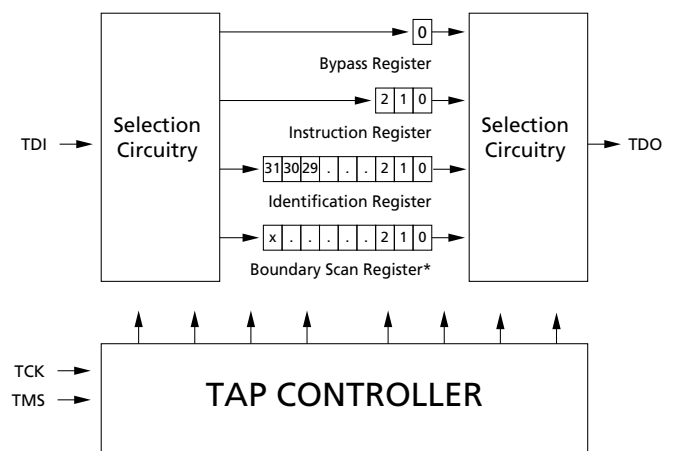 0
Bypass Register
2 1 0
Selection
Circuitry
Selection
Circuitry
Instruction Register
TDI
TDO
31 30 29 . . . 2 1 0
Identification Register
x . . . . . 2 1 0
Boundary Scan Register*
TCK
TMS
TAP CONTROLLER